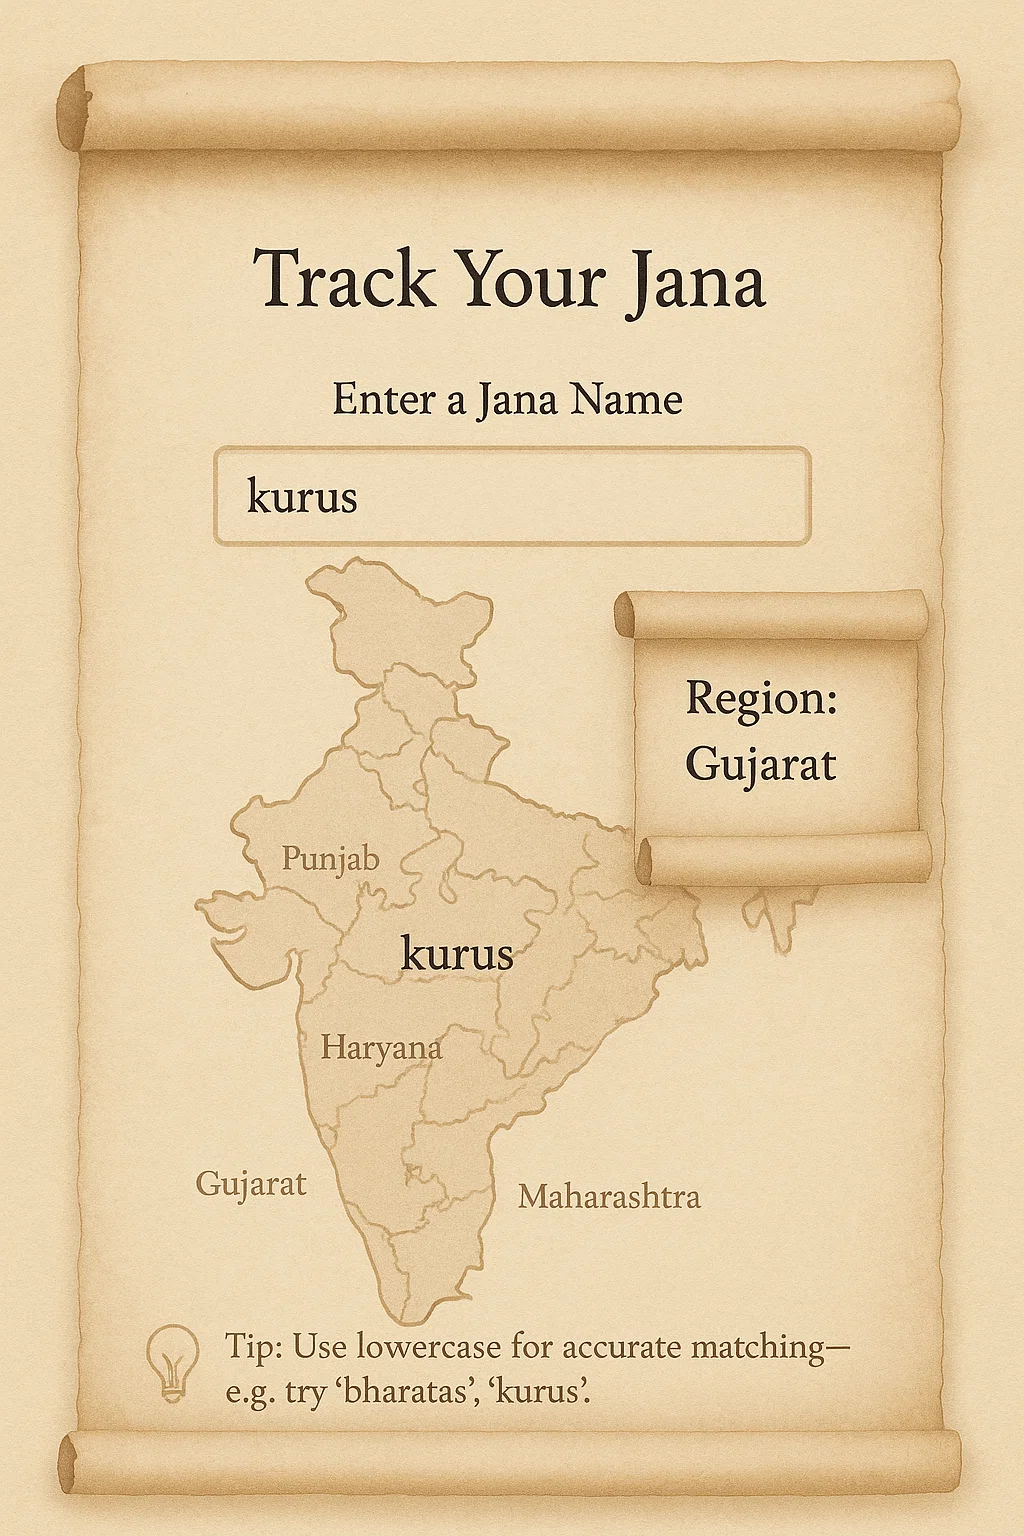 Track Your Jana
Enter a Jana Name
kurus
Region:
Gujarat
Punjab
kurus
Haryana
Gujarat
Maharashtra
Tip: Use lowercase for accurate matching—
e.g. try ‘bharatas’, ‘kurus’.